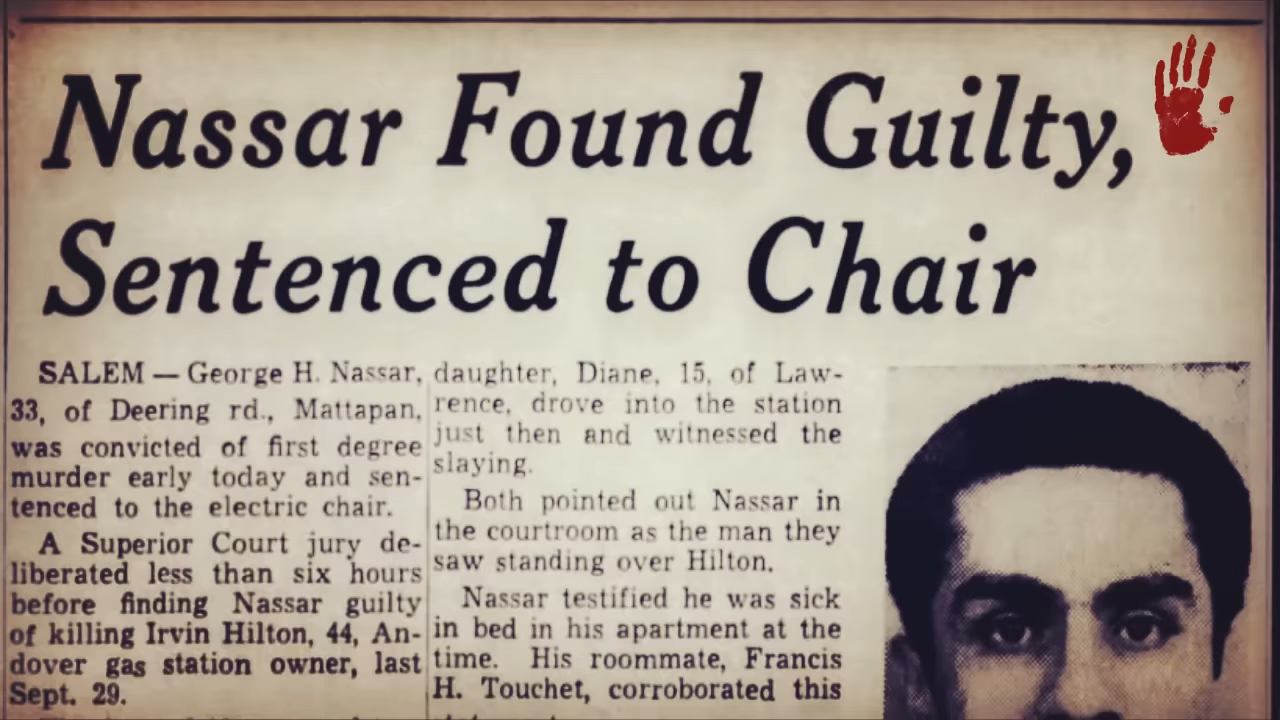 Nassar Found Guilty,
Sentenced to Chair
SALEM — George H. Nassar,
33, of Deering rd., Mattapan,
was convicted of first degree
murder early today and sen-
tenced to the electric chair.
A Superior Court jury de-
liberated less than six hours
before finding Nassar guilty
of killing Irvin Hilton, 44, An-
dover gas station owner, last
Sept. 29.
daughter, Diane, 15, of Law-
rence, drove into the station
just then and witnessed the
slaying.
Both pointed out Nassar in
the courtroom as the man they
saw standing over Hilton.
Nassar testified he was sick
in bed in his apartment at the
time. His roommate, Francis
H. Touchet, corroborated this